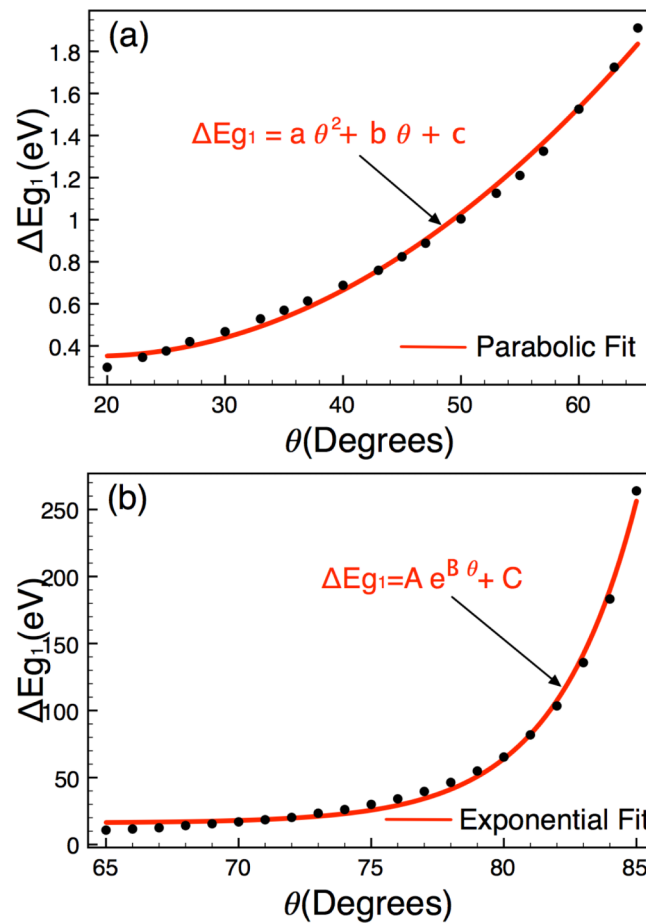 (a)
1.8
1.6
1.4
1.2
1
0.8
0.6
0.4
ΔEg₁(eV)
ΔEg₁ = a θ² + b θ + c
Parabolic Fit
20 30 40 50 60
θ(Degrees)
(b)
250
200
150
100
50
0
ΔEg₁(eV)
ΔEg₁=A e^{B θ}+ C
Exponential Fit
65 70 75 80 85
θ(Degrees)